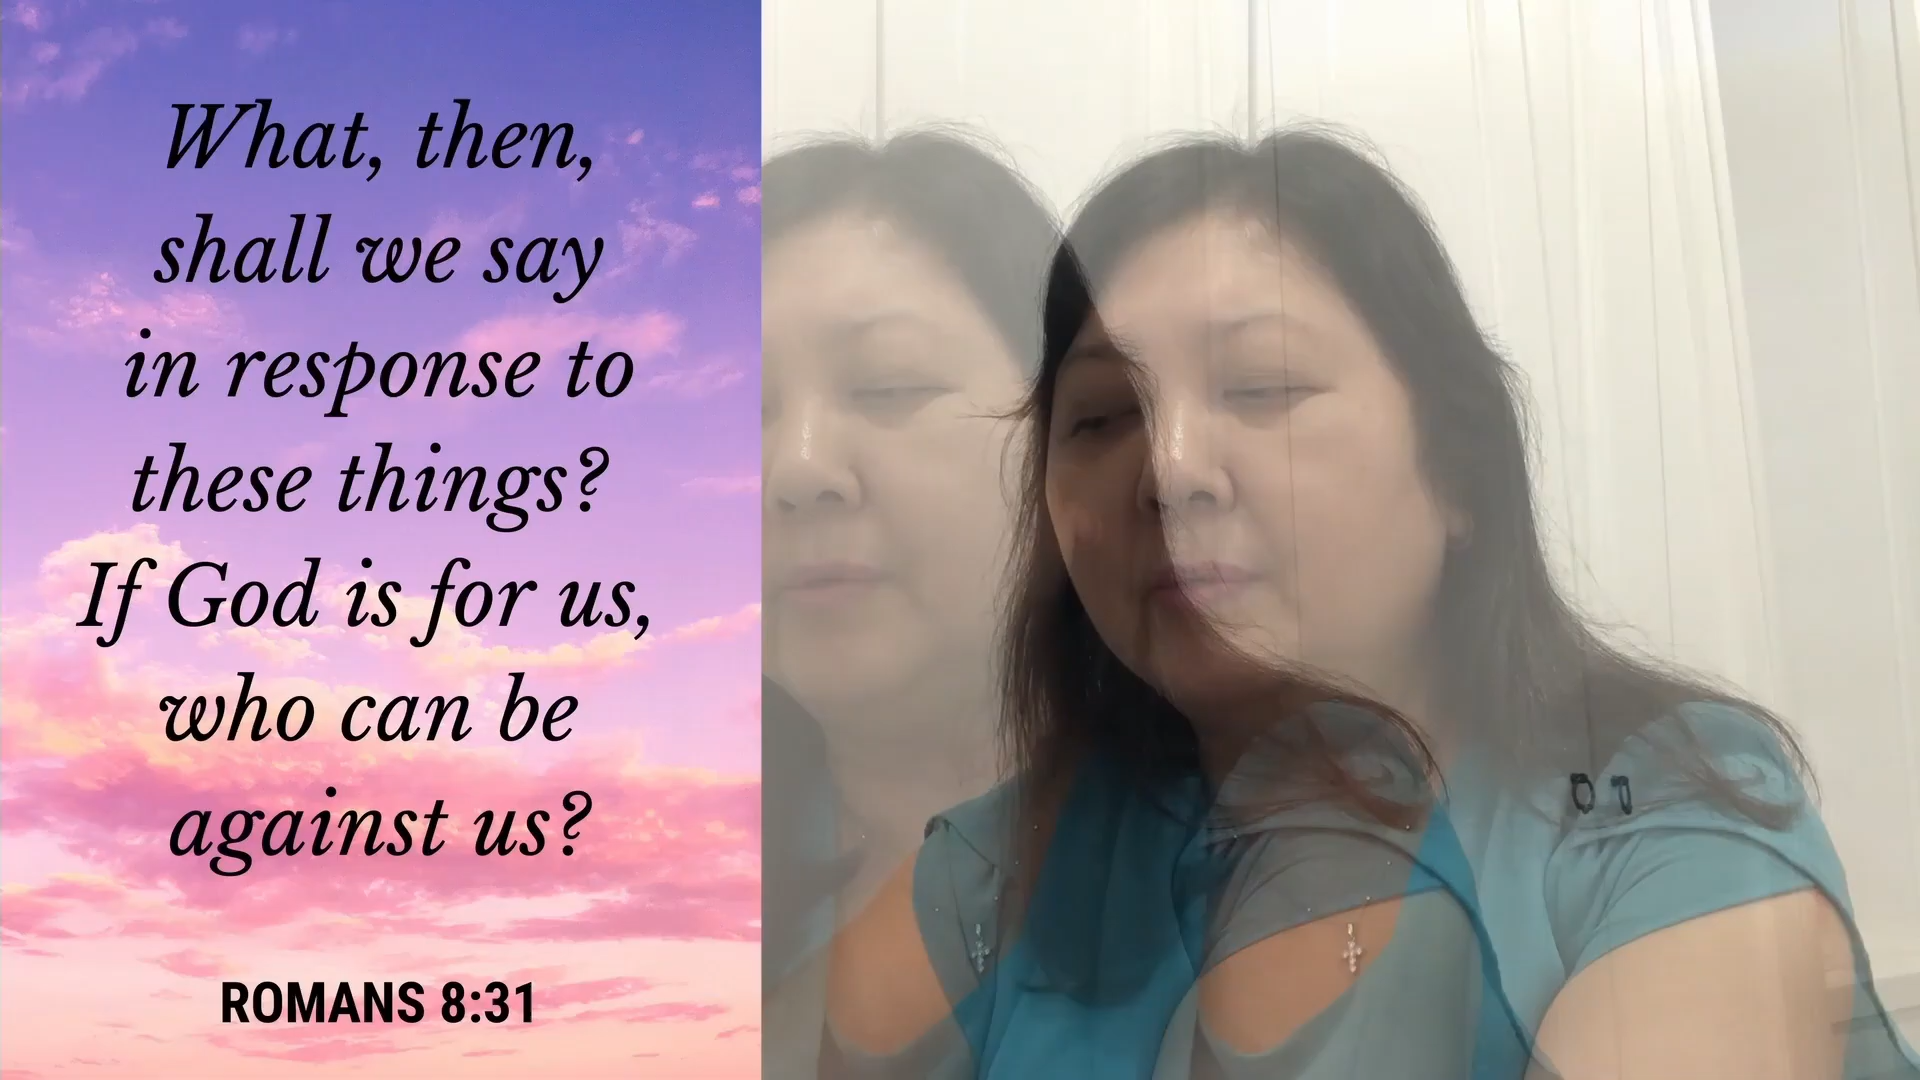 What, then,
shall we say
in response to
these things?
If God is for us,
who can be
against us?
ROMANS 8:31